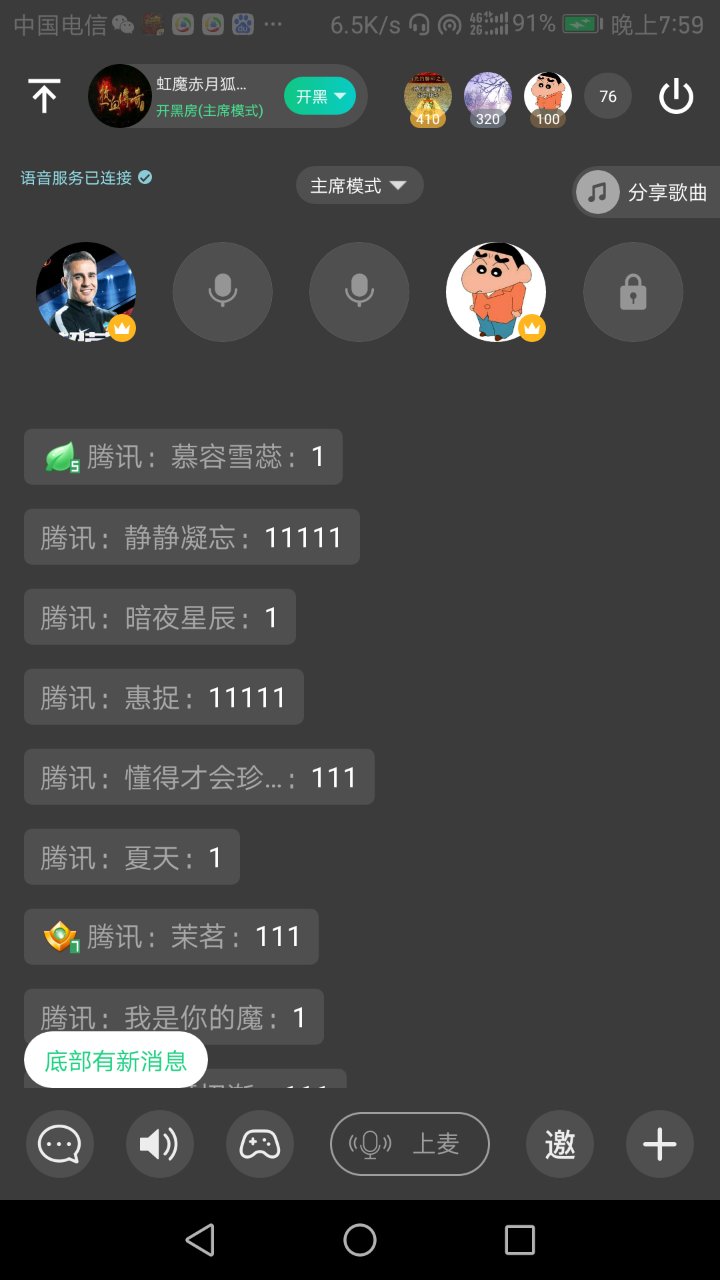 中国电信 ... 6.5K/s 4G 2G 91% 晚上7:59
虹魔赤月狐...
开黑房(主席模式)
开黑
410 320 100 76
语音服务已连接
主席模式
分享歌曲
5 腾讯：慕容雪蕊：1
腾讯：静静凝忘：11111
腾讯：暗夜星辰：1
腾讯：惠捉：11111
腾讯：懂得才会珍...：111
腾讯：夏天：1
1 腾讯：茉茗：111
腾讯：我是你的魔：1
底部有新消息
上麦
邀